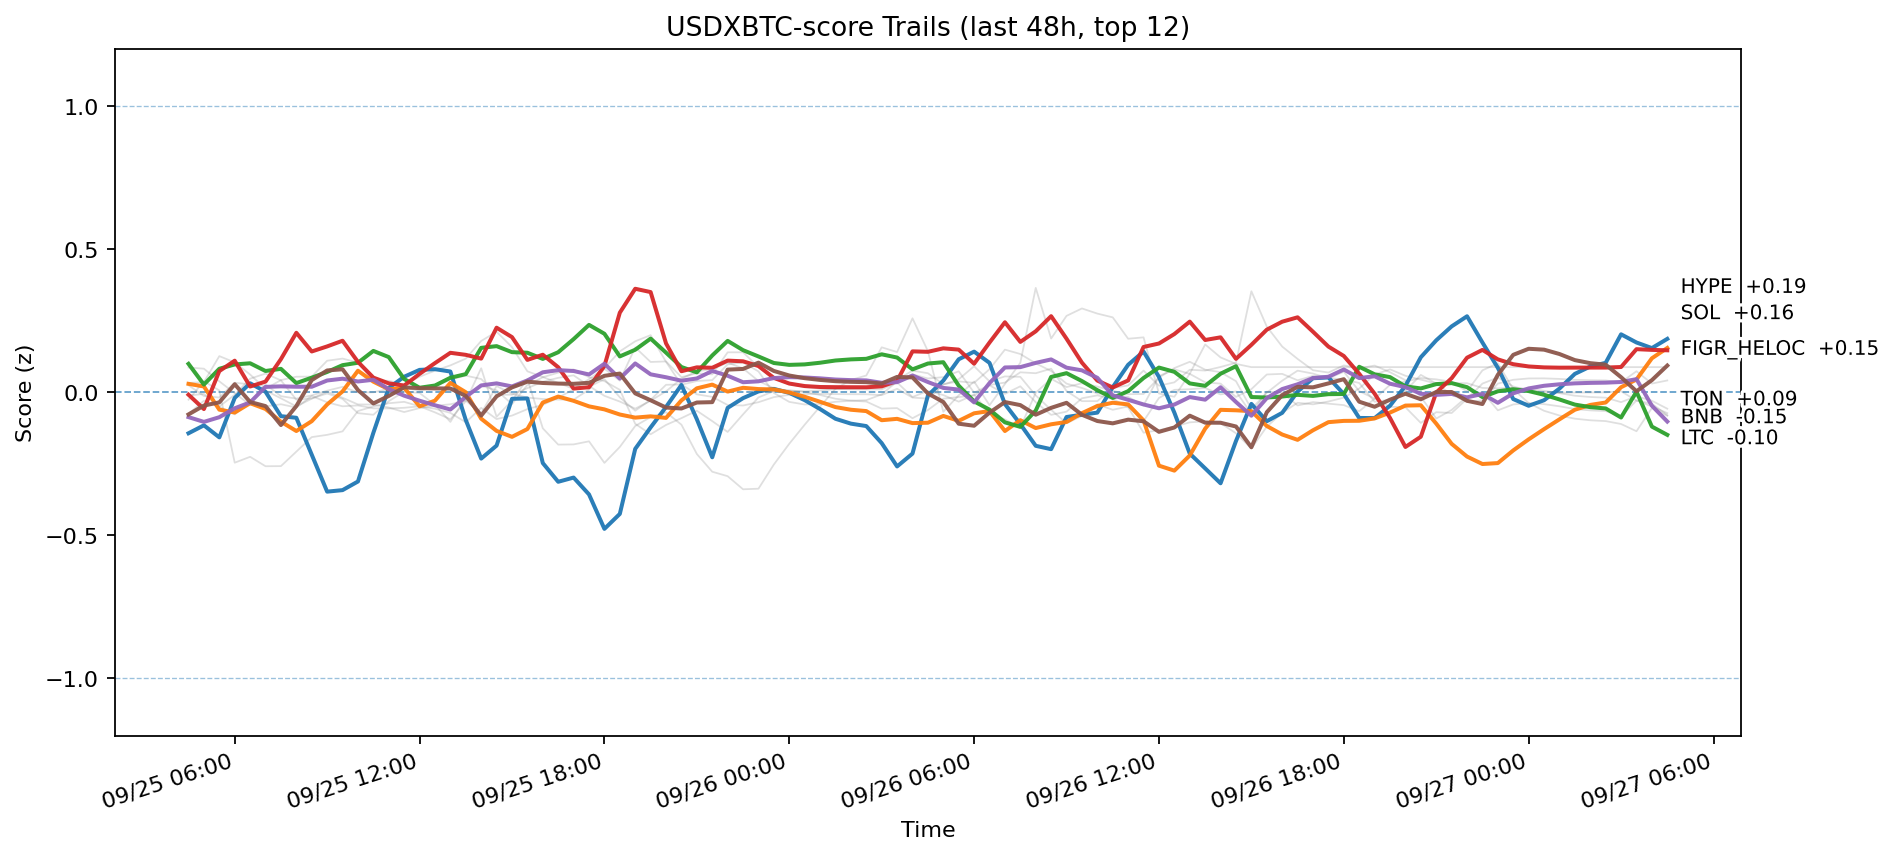 USDXBTC-score Trails (last 48h, top 12)
Score (z)
1.0
0.5
0.0
−0.5
−1.0
HYPE +0.19
SOL +0.16
FIGR_HELOC +0.15
TON +0.09
BNB -0.15
LTC -0.10
09/25 06:00
09/25 12:00
09/25 18:00
09/26 00:00
09/26 06:00
09/26 12:00
09/26 18:00
09/27 00:00
09/27 06:00
Time